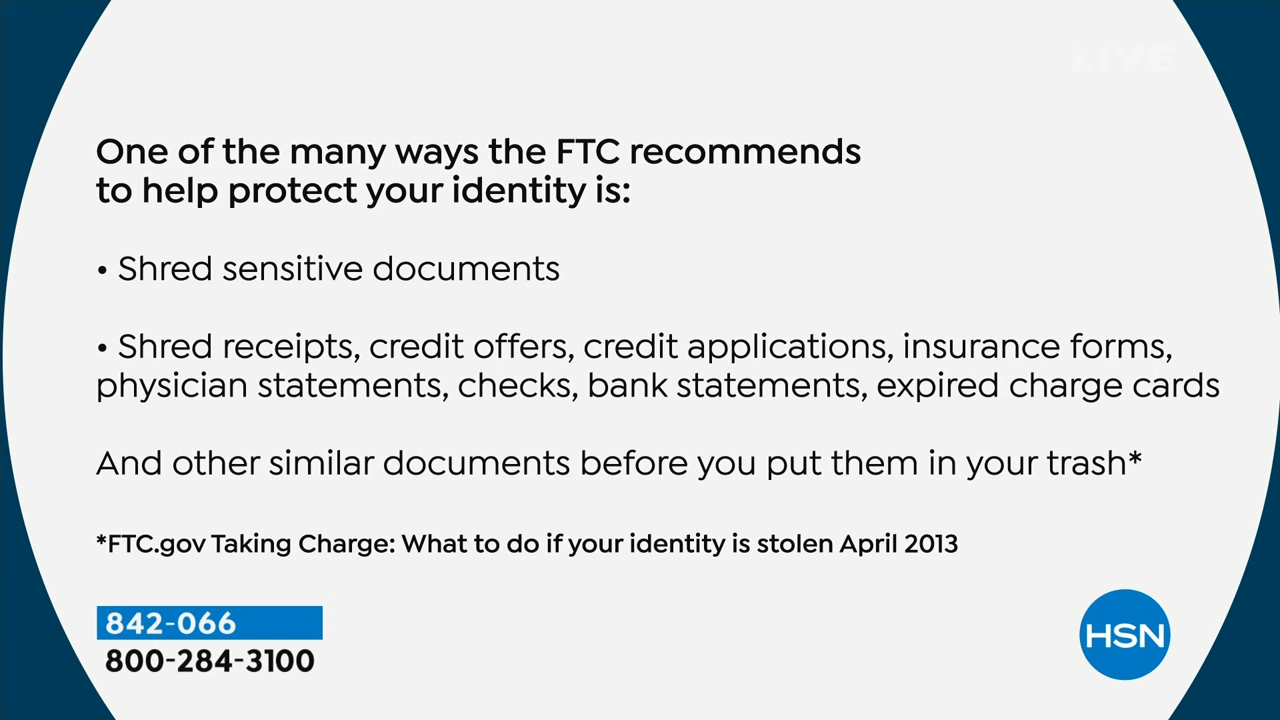 LIVE
One of the many ways the FTC recommends
to help protect your identity is:
• Shred sensitive documents
• Shred receipts, credit offers, credit applications, insurance forms,
physician statements, checks, bank statements, expired charge cards
And other similar documents before you put them in your trash*
*FTC.gov Taking Charge: What to do if your identity is stolen April 2013
842-066
800-284-3100
HSN